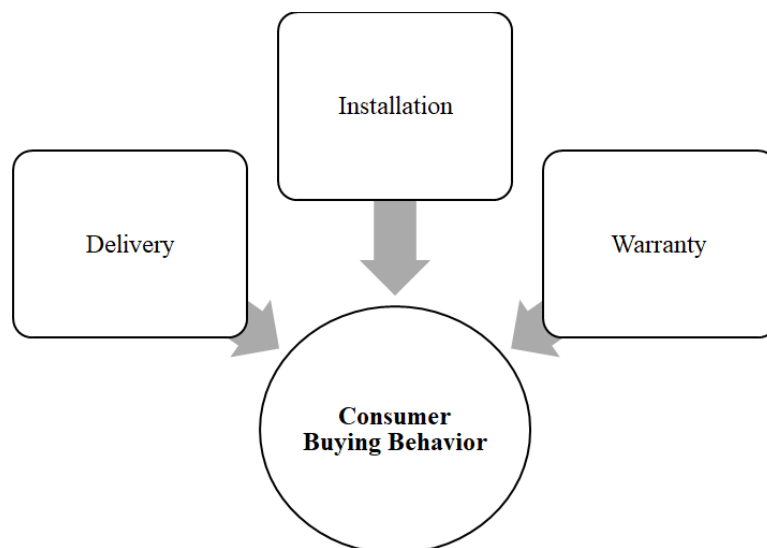 Installation
Delivery
Warranty
Consumer
Buying Behavior